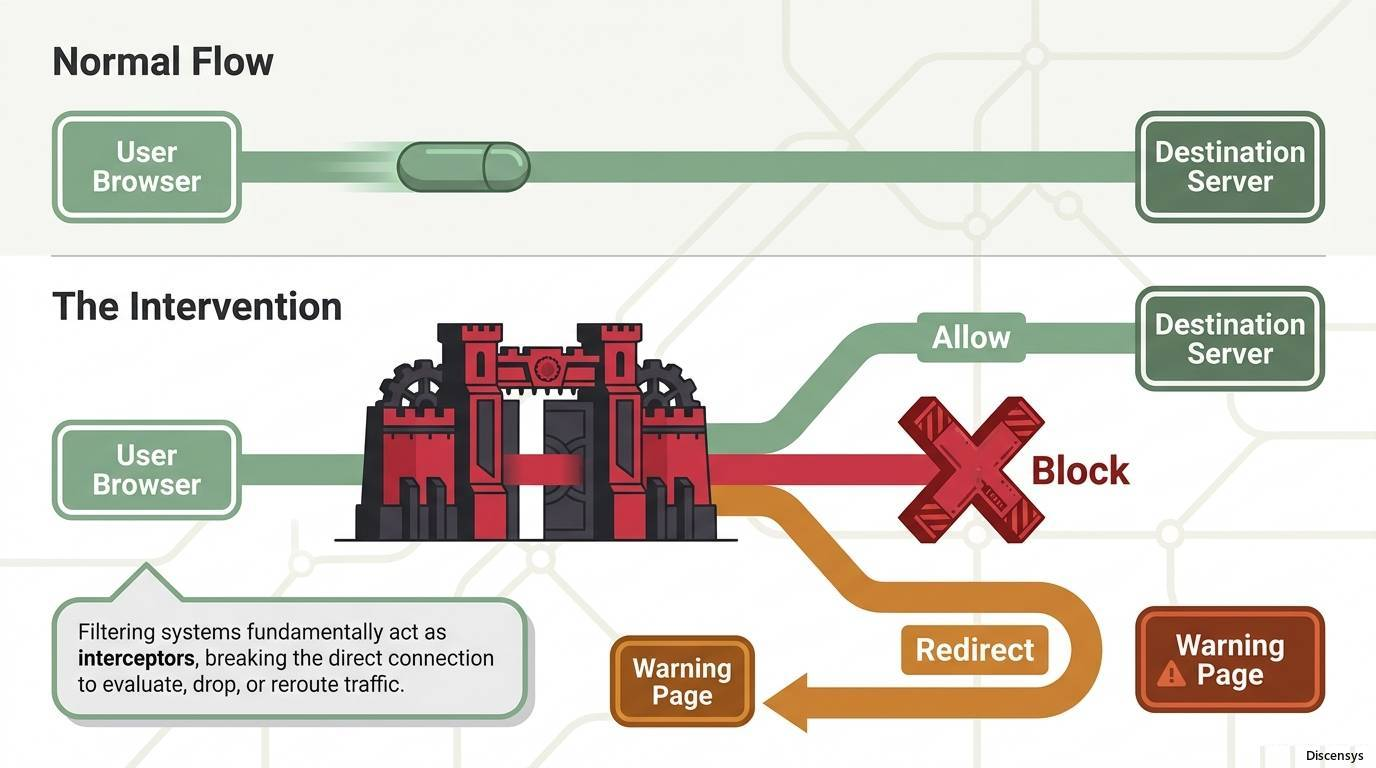 Normal Flow
User
Browser
Destination
Server
The Intervention
User
Browser
Allow
Destination
Server
Block
Filtering systems fundamentally act as
interceptors, breaking the direct connection
to evaluate, drop, or reroute traffic.
Redirect
Warning
Page
Warning
Page
Discensys